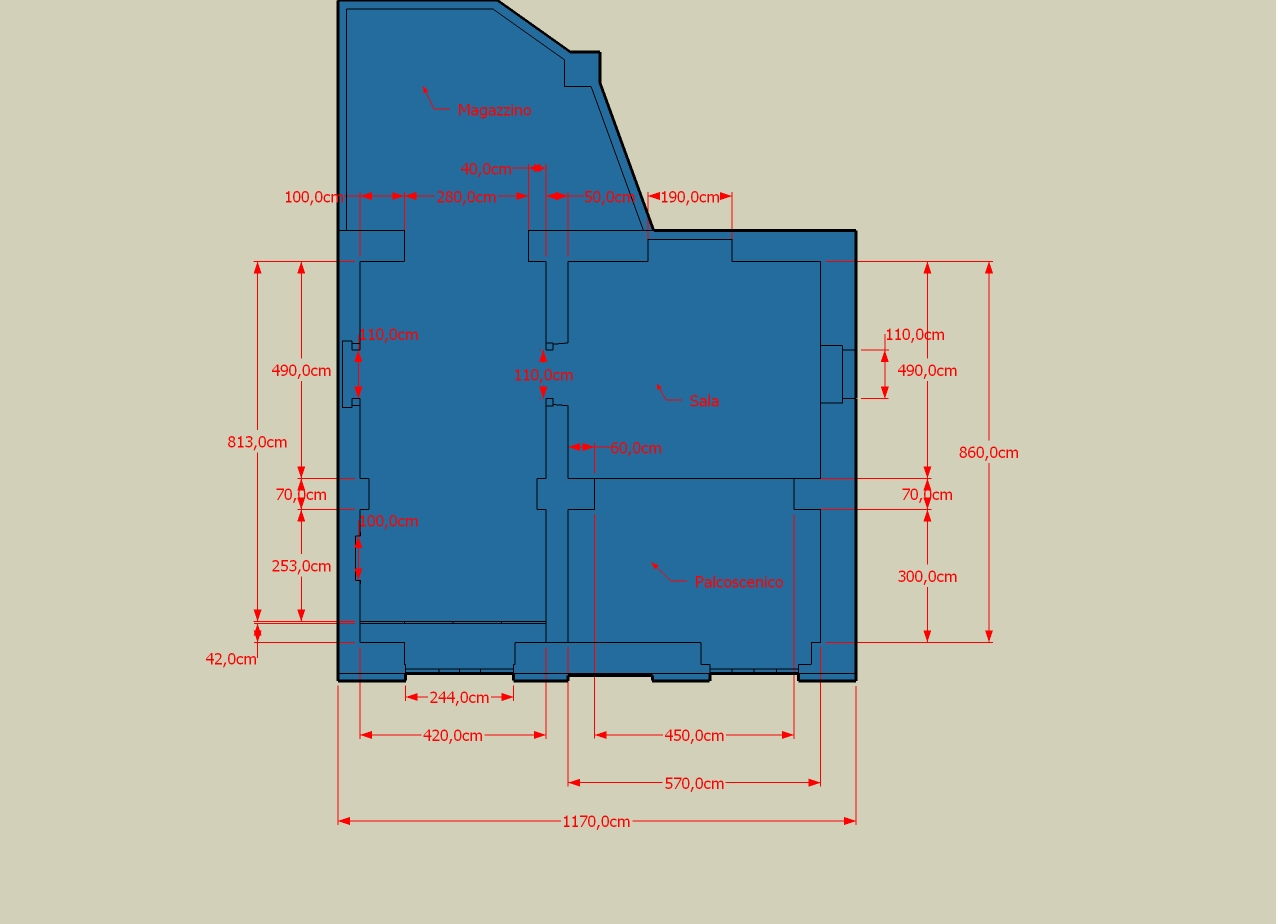 Magazzino
40,0cm
100,0cm
280,0cm
50,0cm
190,0cm
110,0cm
110,0cm
490,0cm
110,0cm
490,0cm
Sala
813,0cm
60,0cm
860,0cm
70,0cm
70,0cm
100,0cm
253,0cm
300,0cm
Palcoscenico
42,0cm
244,0cm
420,0cm
450,0cm
570,0cm
1170,0cm